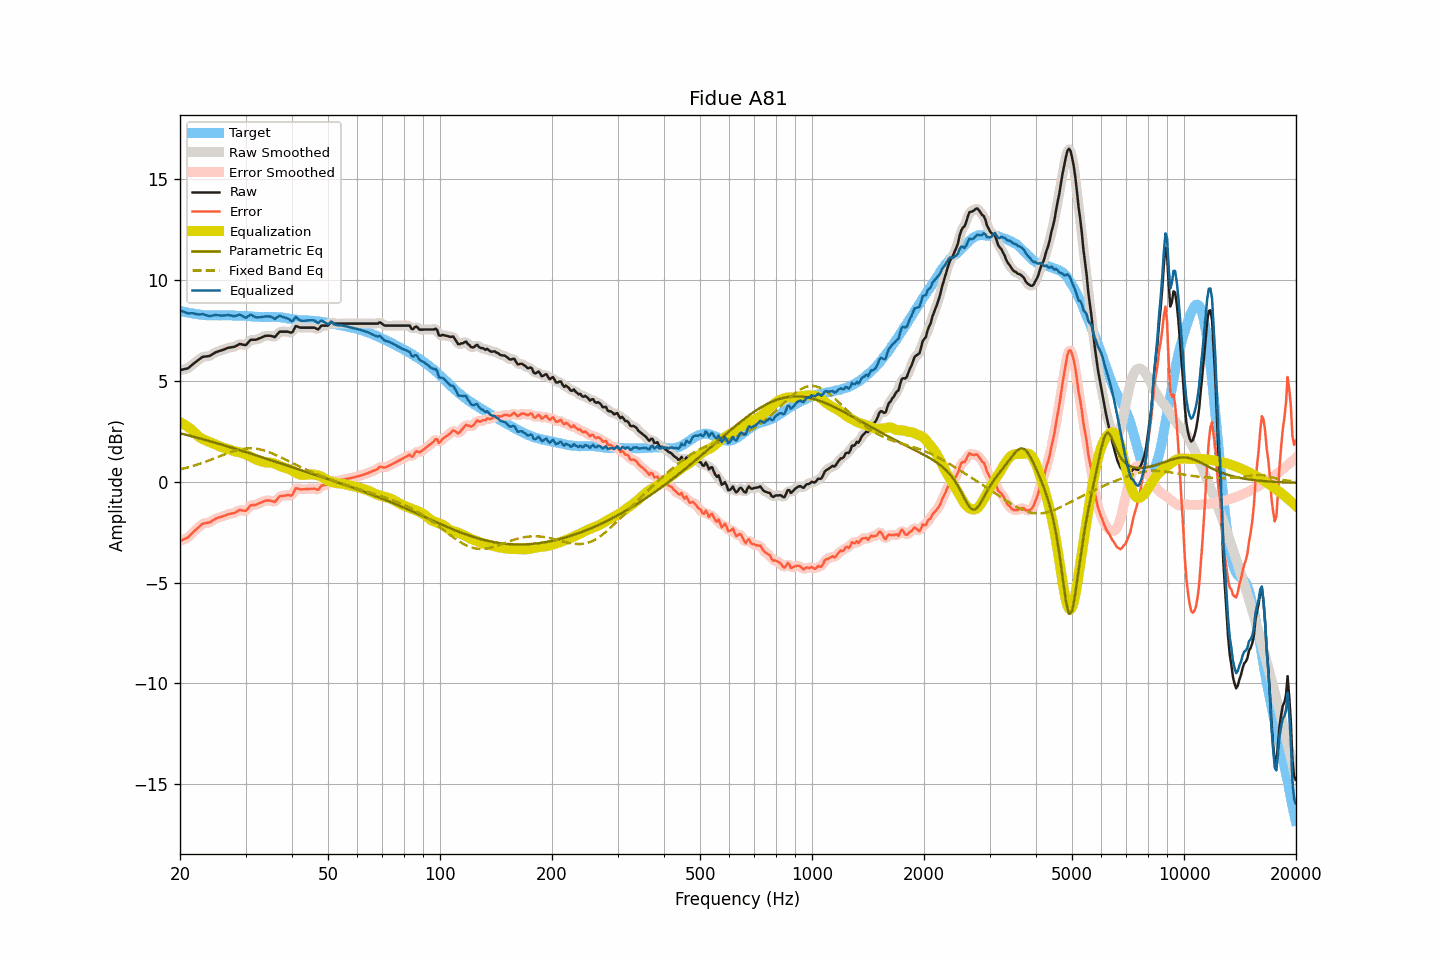 Fidue A81
Target
Raw Smoothed
Error Smoothed
Raw
Error
Equalization
Parametric Eq
Fixed Band Eq
Equalized
15
10
5
0
−5
−10
−15
Amplitude (dBr)
20 50 100 200 500 1000 2000 5000 10000 20000
Frequency (Hz)